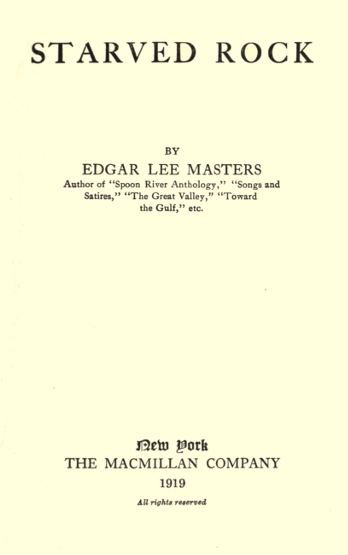 STARVED ROCK
BY
EDGAR LEE MASTERS
Author of "Spoon River Anthology," "Songs and
Satires," "The Great Valley," "Toward
the Gulf," etc.
New York
THE MACMILLAN COMPANY
1919
All rights reserved